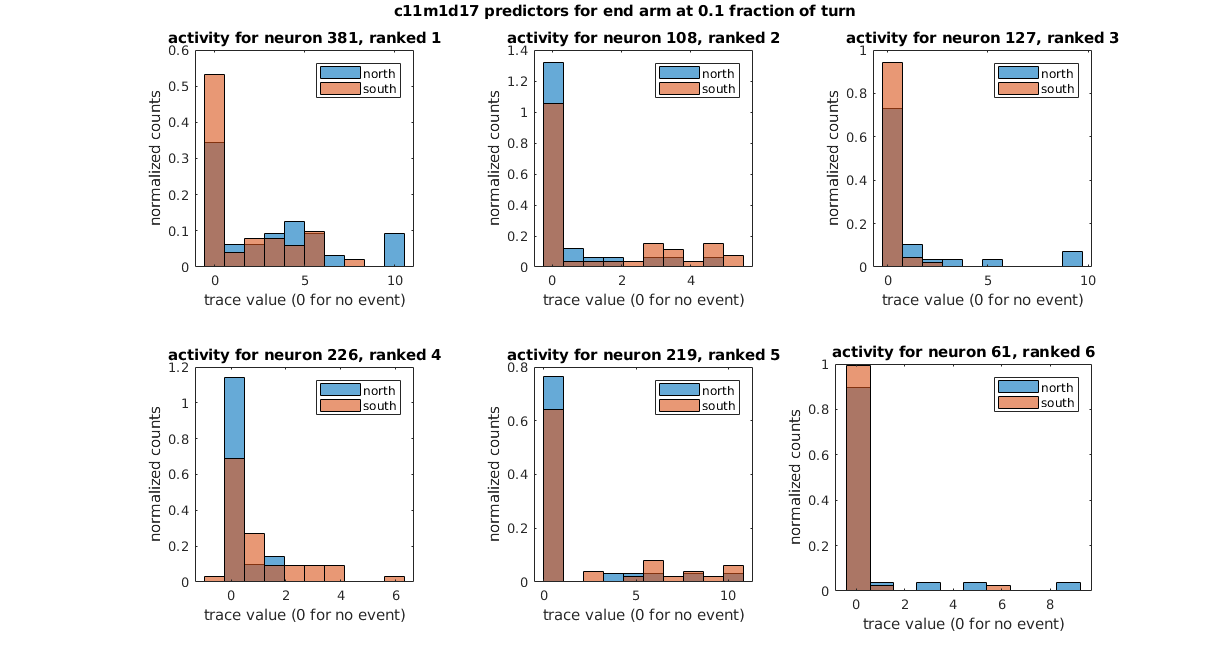 c11m1d17 predictors for end arm at 0.1 fraction of turn
activity for neuron 381, ranked 1
normalized counts
0.6
0.5
0.4
0.3
0.2
0.1
0
north
south
0 5 10
trace value (0 for no event)
activity for neuron 108, ranked 2
normalized counts
1.4
1.2
1
0.8
0.6
0.4
0.2
0
north
south
0 2 4
trace value (0 for no event)
activity for neuron 127, ranked 3
normalized counts
1
0.8
0.6
0.4
0.2
0
north
south
0 5 10
trace value (0 for no event)
activity for neuron 226, ranked 4
normalized counts
1.2
1
0.8
0.6
0.4
0.2
0
north
south
0 2 4 6
trace value (0 for no event)
activity for neuron 219, ranked 5
normalized counts
0.8
0.6
0.4
0.2
0
north
south
0 5 10
trace value (0 for no event)
activity for neuron 61, ranked 6
normalized counts
1
0.8
0.6
0.4
0.2
0
north
south
0 2 4 6 8
trace value (0 for no event)